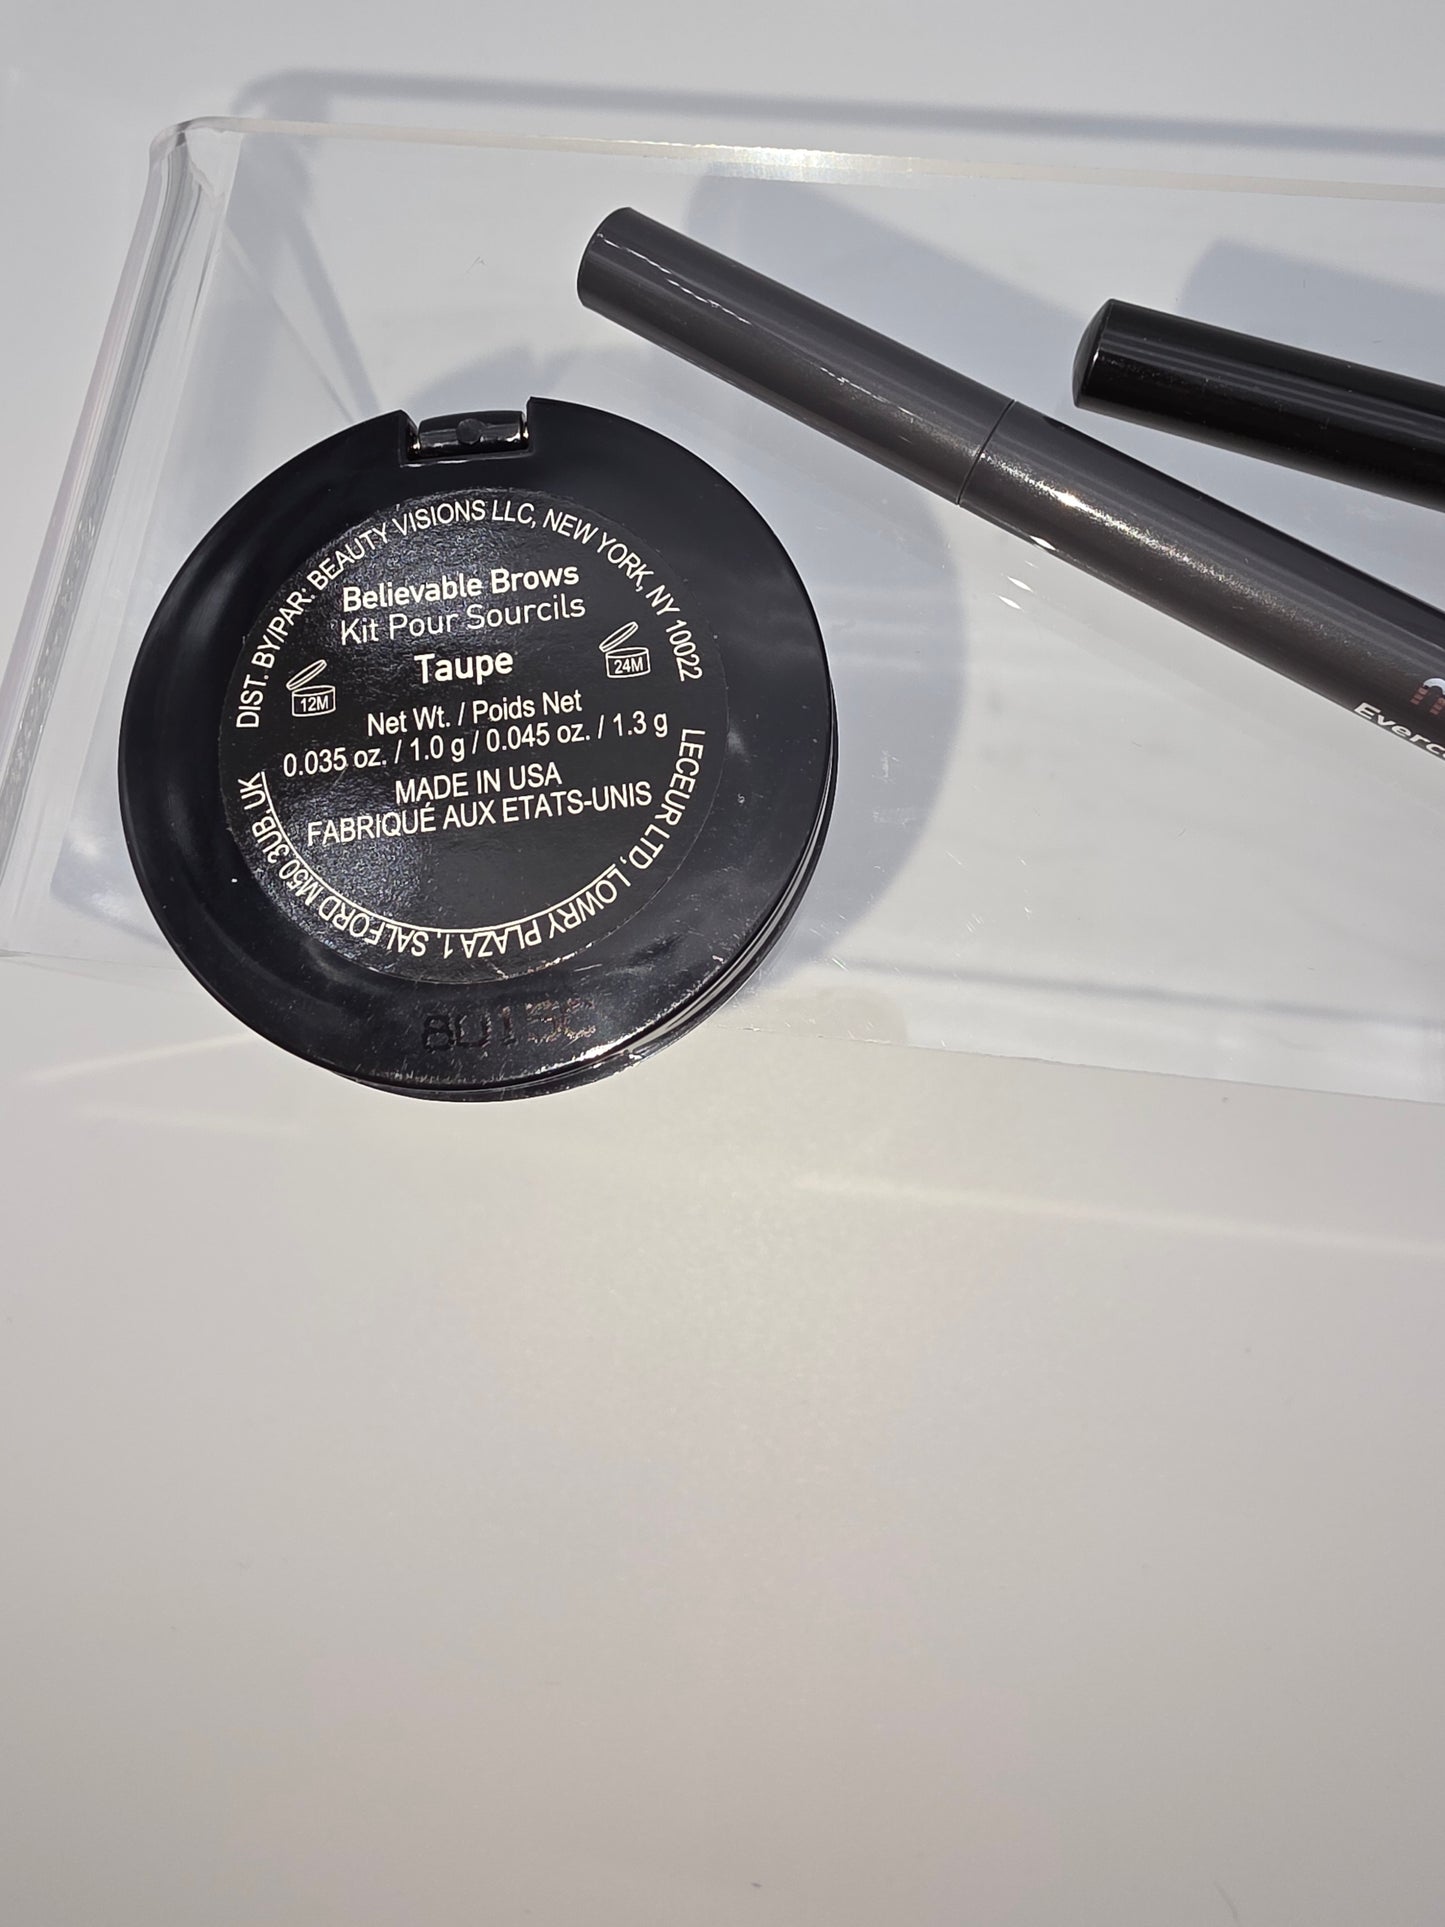 DIST. BY/PAR: BEAUTY VISIONS LLC, NEW YORK, NY 10022
Believable Brows
Kit Pour Sourcils
Taupe
12M
24M
Net Wt. / Poids Net
0.035 oz. / 1.0 g / 0.045 oz. / 1.3 g
MADE IN USA
FABRIQUÉ AUX ETATS-UNIS
LECEUR LTD, LOWRY PLAZA 1, SALFORD M50 3UB, UK